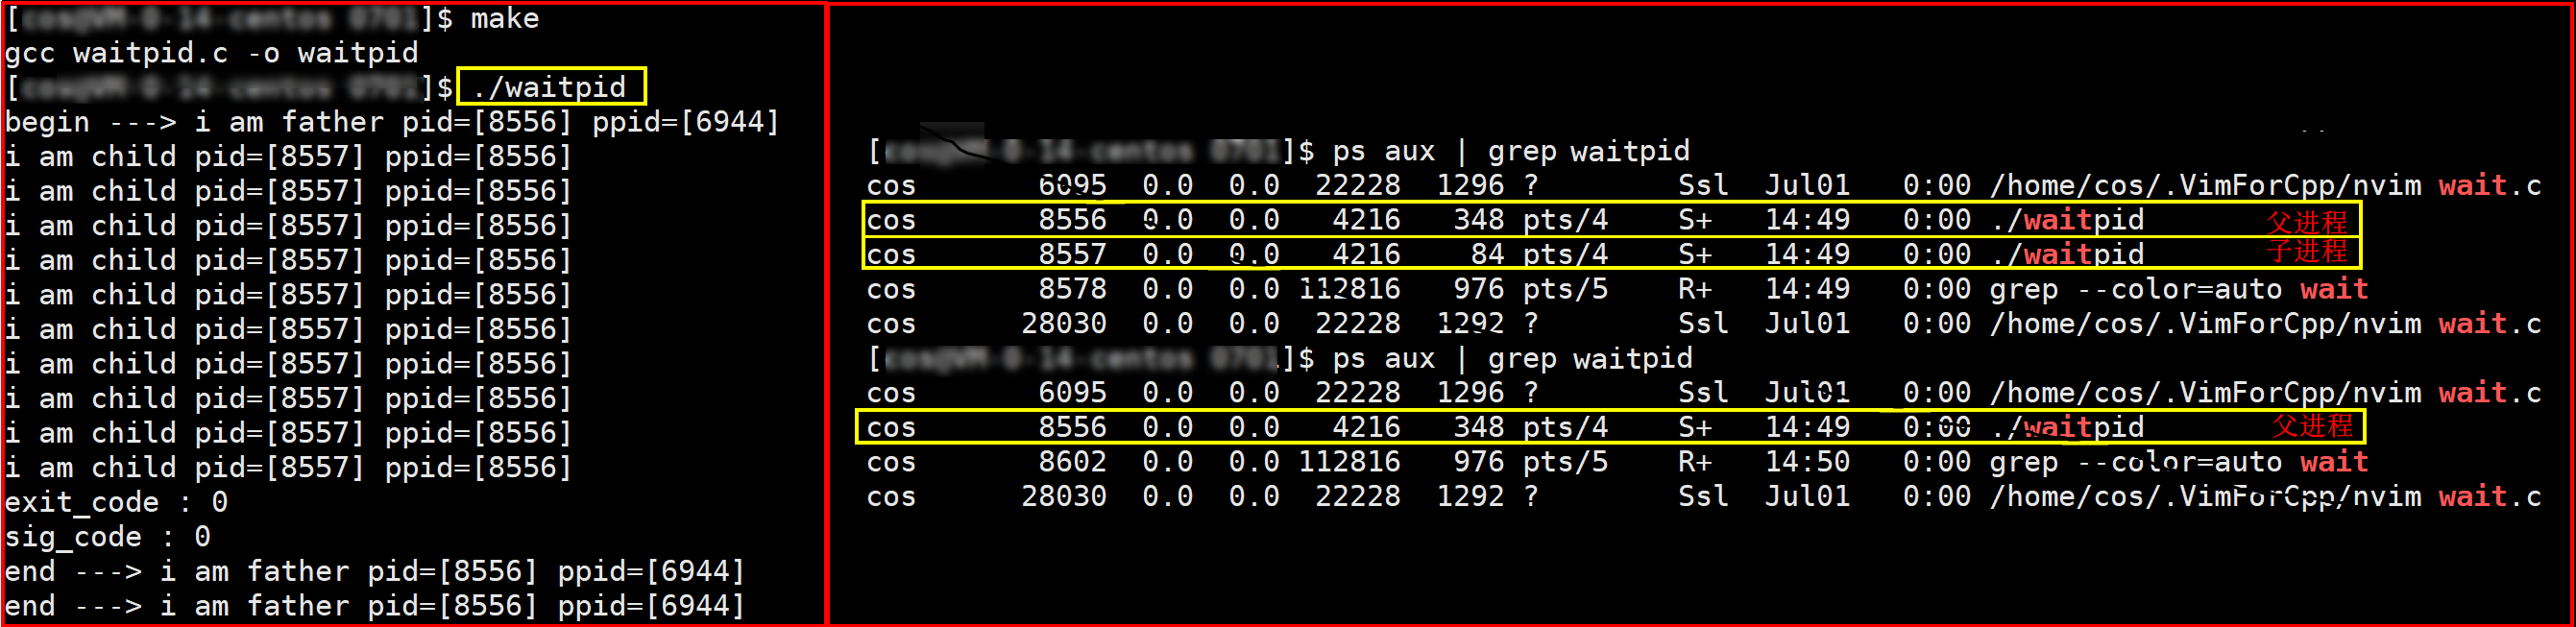 [ ]$ make
gcc waitpid.c -o waitpid
[ ]$ ./waitpid
begin ---> i am father pid=[8556] ppid=[6944]
i am child pid=[8557] ppid=[8556]
i am child pid=[8557] ppid=[8556]
i am child pid=[8557] ppid=[8556]
i am child pid=[8557] ppid=[8556]
i am child pid=[8557] ppid=[8556]
i am child pid=[8557] ppid=[8556]
i am child pid=[8557] ppid=[8556]
i am child pid=[8557] ppid=[8556]
i am child pid=[8557] ppid=[8556]
i am child pid=[8557] ppid=[8556]
exit_code : 0
sig_code : 0
end ---> i am father pid=[8556] ppid=[6944]
end ---> i am father pid=[8556] ppid=[6944]
[ ]$ ps aux | grep waitpid
cos 6095 0.0 0.0 22228 1296 ? Ssl Jul01 0:00 /home/cos/.VimForCpp/nvim wait.c
cos 8556 0.0 0.0 4216 348 pts/4 S+ 14:49 0:00 ./waitpid 父进程
cos 8557 0.0 0.0 4216 84 pts/4 S+ 14:49 0:00 ./waitpid 子进程
cos 8578 0.0 0.0 112816 976 pts/5 R+ 14:49 0:00 grep --color=auto wait
cos 28030 0.0 0.0 22228 1292 ? Ssl Jul01 0:00 /home/cos/.VimForCpp/nvim wait.c
[ ]$ ps aux | grep waitpid
cos 6095 0.0 0.0 22228 1296 ? Ssl Jul01 0:00 /home/cos/.VimForCpp/nvim wait.c
cos 8556 0.0 0.0 4216 348 pts/4 S+ 14:49 0:00 ./waitpid 父进程
cos 8602 0.0 0.0 112816 976 pts/5 R+ 14:50 0:00 grep --color=auto wait
cos 28030 0.0 0.0 22228 1292 ? Ssl Jul01 0:00 /home/cos/.VimForCpp/nvim wait.c